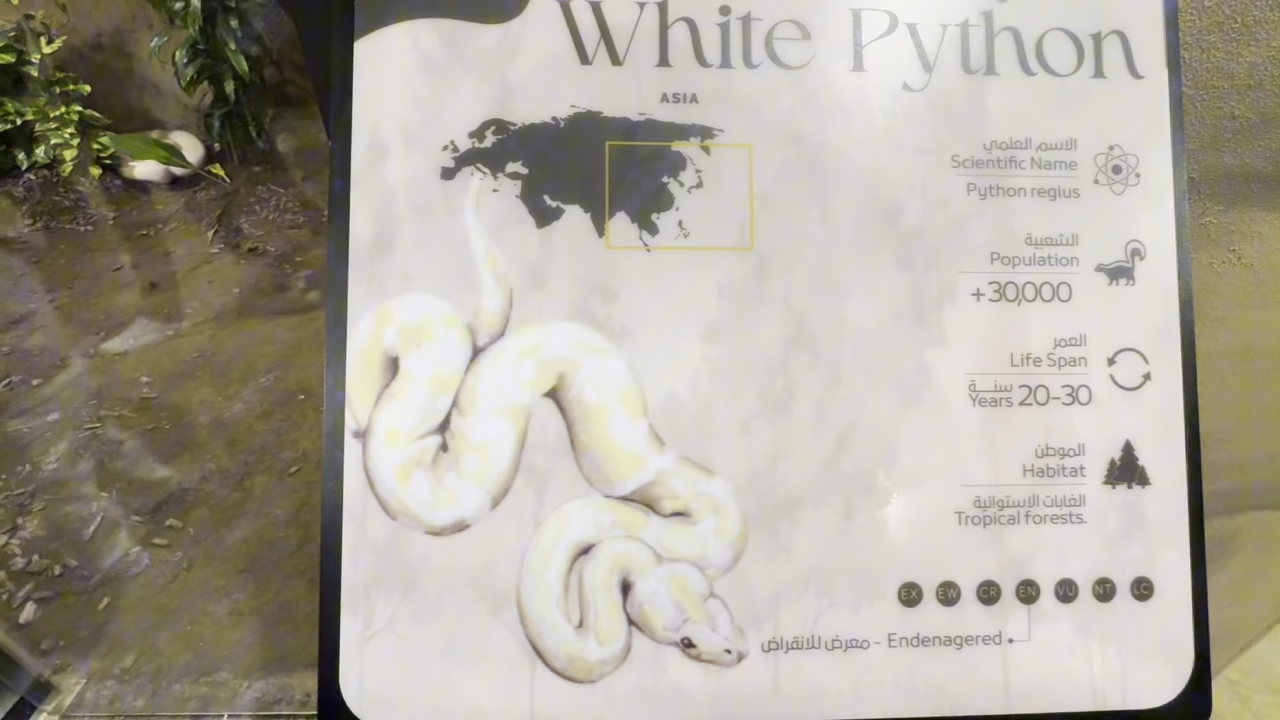 White Python
ASIA
الاسم العلمي
Scientific Name
Python regius
الشعبية
Population
+30,000
العمر
Life Span
سنة
Years 20-30
الموطن
Habitat
الغابات الاستوائية
Tropical forests.
EX EW CR EN VU NT LC
معرض للانقراض - Endenagered